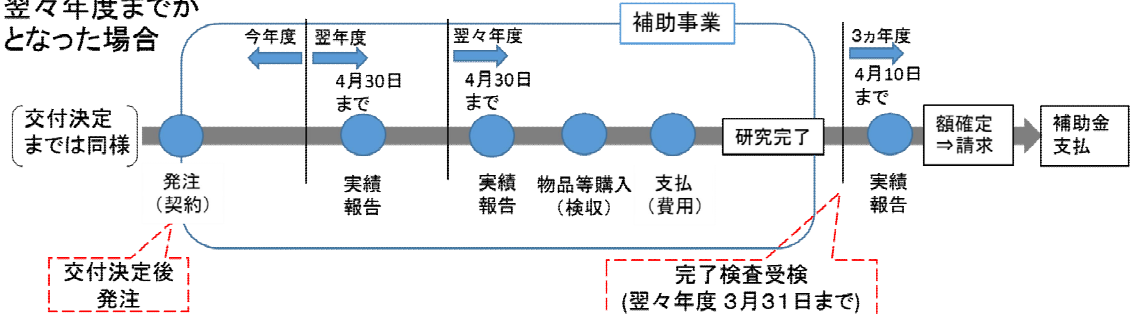 翌々年度までか
となった場合
補助事業
今年度
翌年度
翌々年度
3ヵ年度
4月30日
まで
4月30日
まで
4月10日
まで
交付決定
までは同様
研究完了
額確定
⇒請求
補助金
支払
発注
(契約)
実績
報告
実績
報告
物品等購入
(検収)
支払
(費用)
実績
報告
交付決定後
発注
完了検査受検
(翌々年度 3月31日まで)